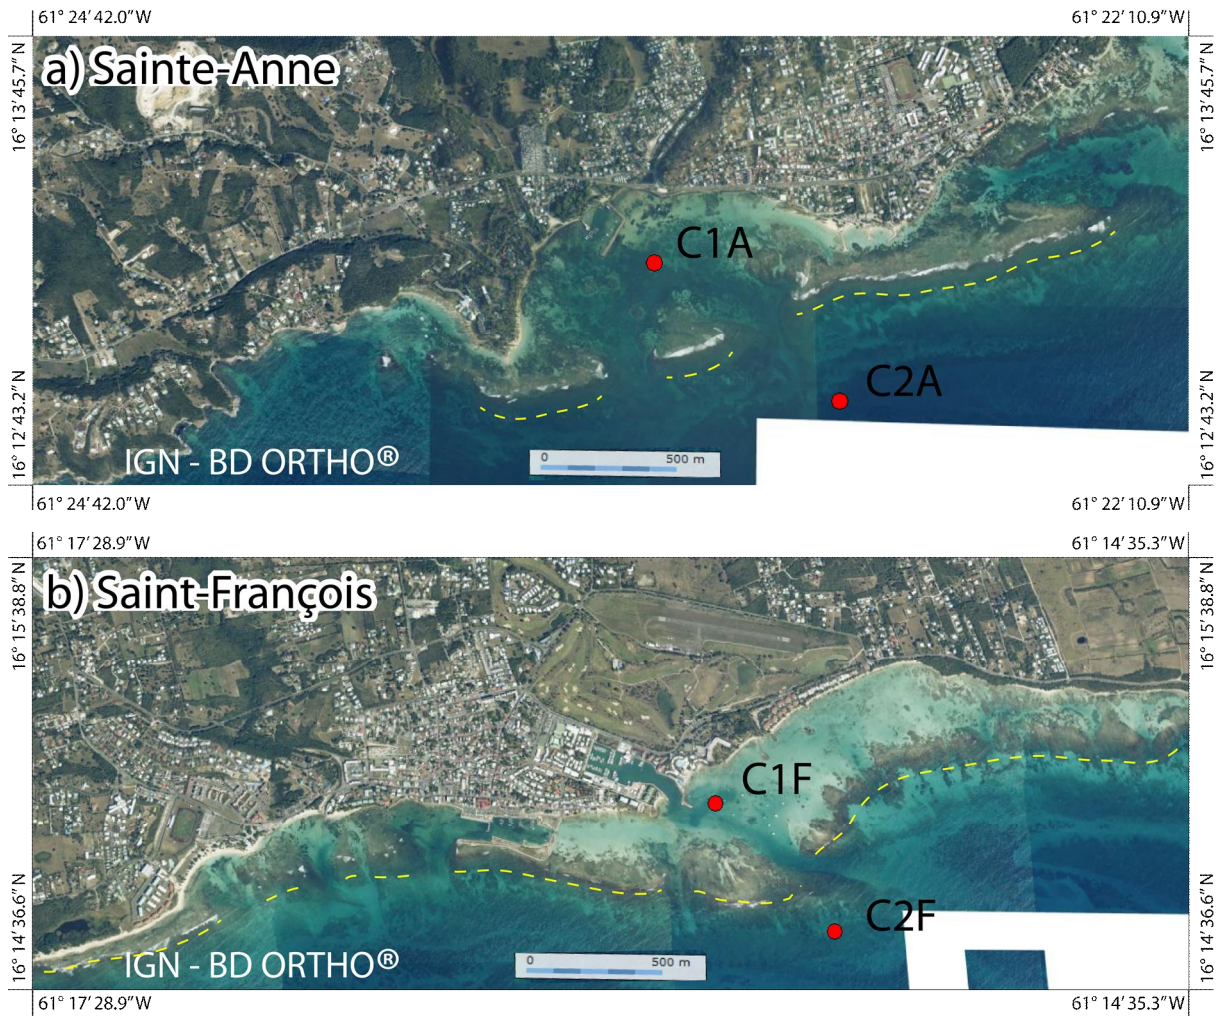 61° 24’ 42.0” W
61° 22’ 10.9” W
16° 13’ 45.7” N
16° 13’ 45.7” N
a) Sainte-Anne
C1A
C2A
16° 12’ 43.2” N
16° 12’ 43.2” N
IGN - BD ORTHO®
0
500 m
61° 24’ 42.0” W
61° 22’ 10.9” W
61° 17’ 28.9” W
61° 14’ 35.3” W
16° 15’ 38.8” N
16° 15’ 38.8” N
b) Saint-François
C1F
C2F
16° 14’ 36.6” N
16° 14’ 36.6” N
IGN - BD ORTHO®
0
500 m
61° 17’ 28.9” W
61° 14’ 35.3” W